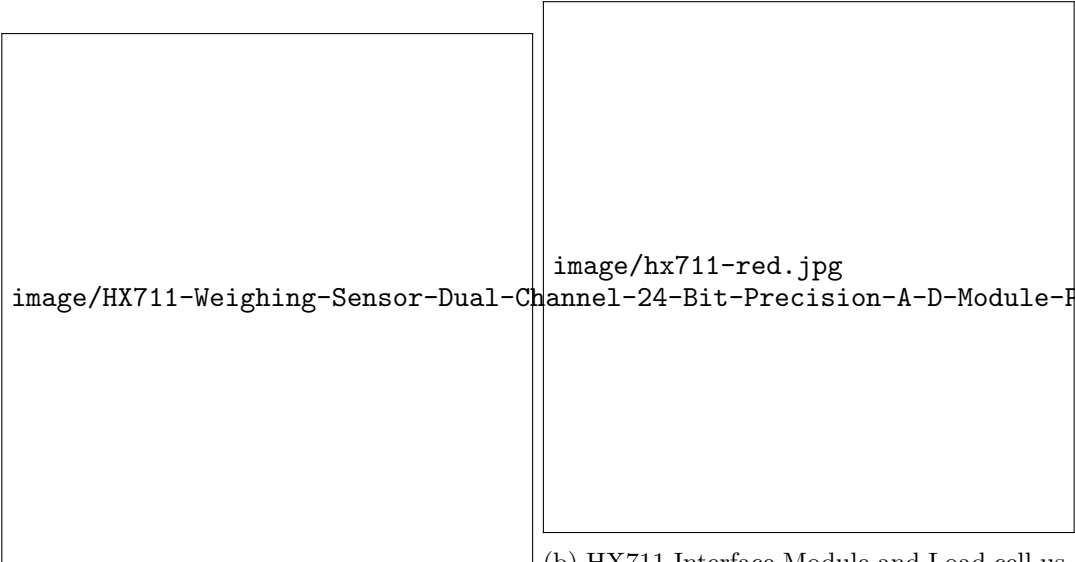 image/hx711-red.jpg
image/HX711-Weighing-Sensor-Dual-Channel-24-Bit-Precision-A-D-Module-P
(b) HX711 Interface Module and Load cell us-